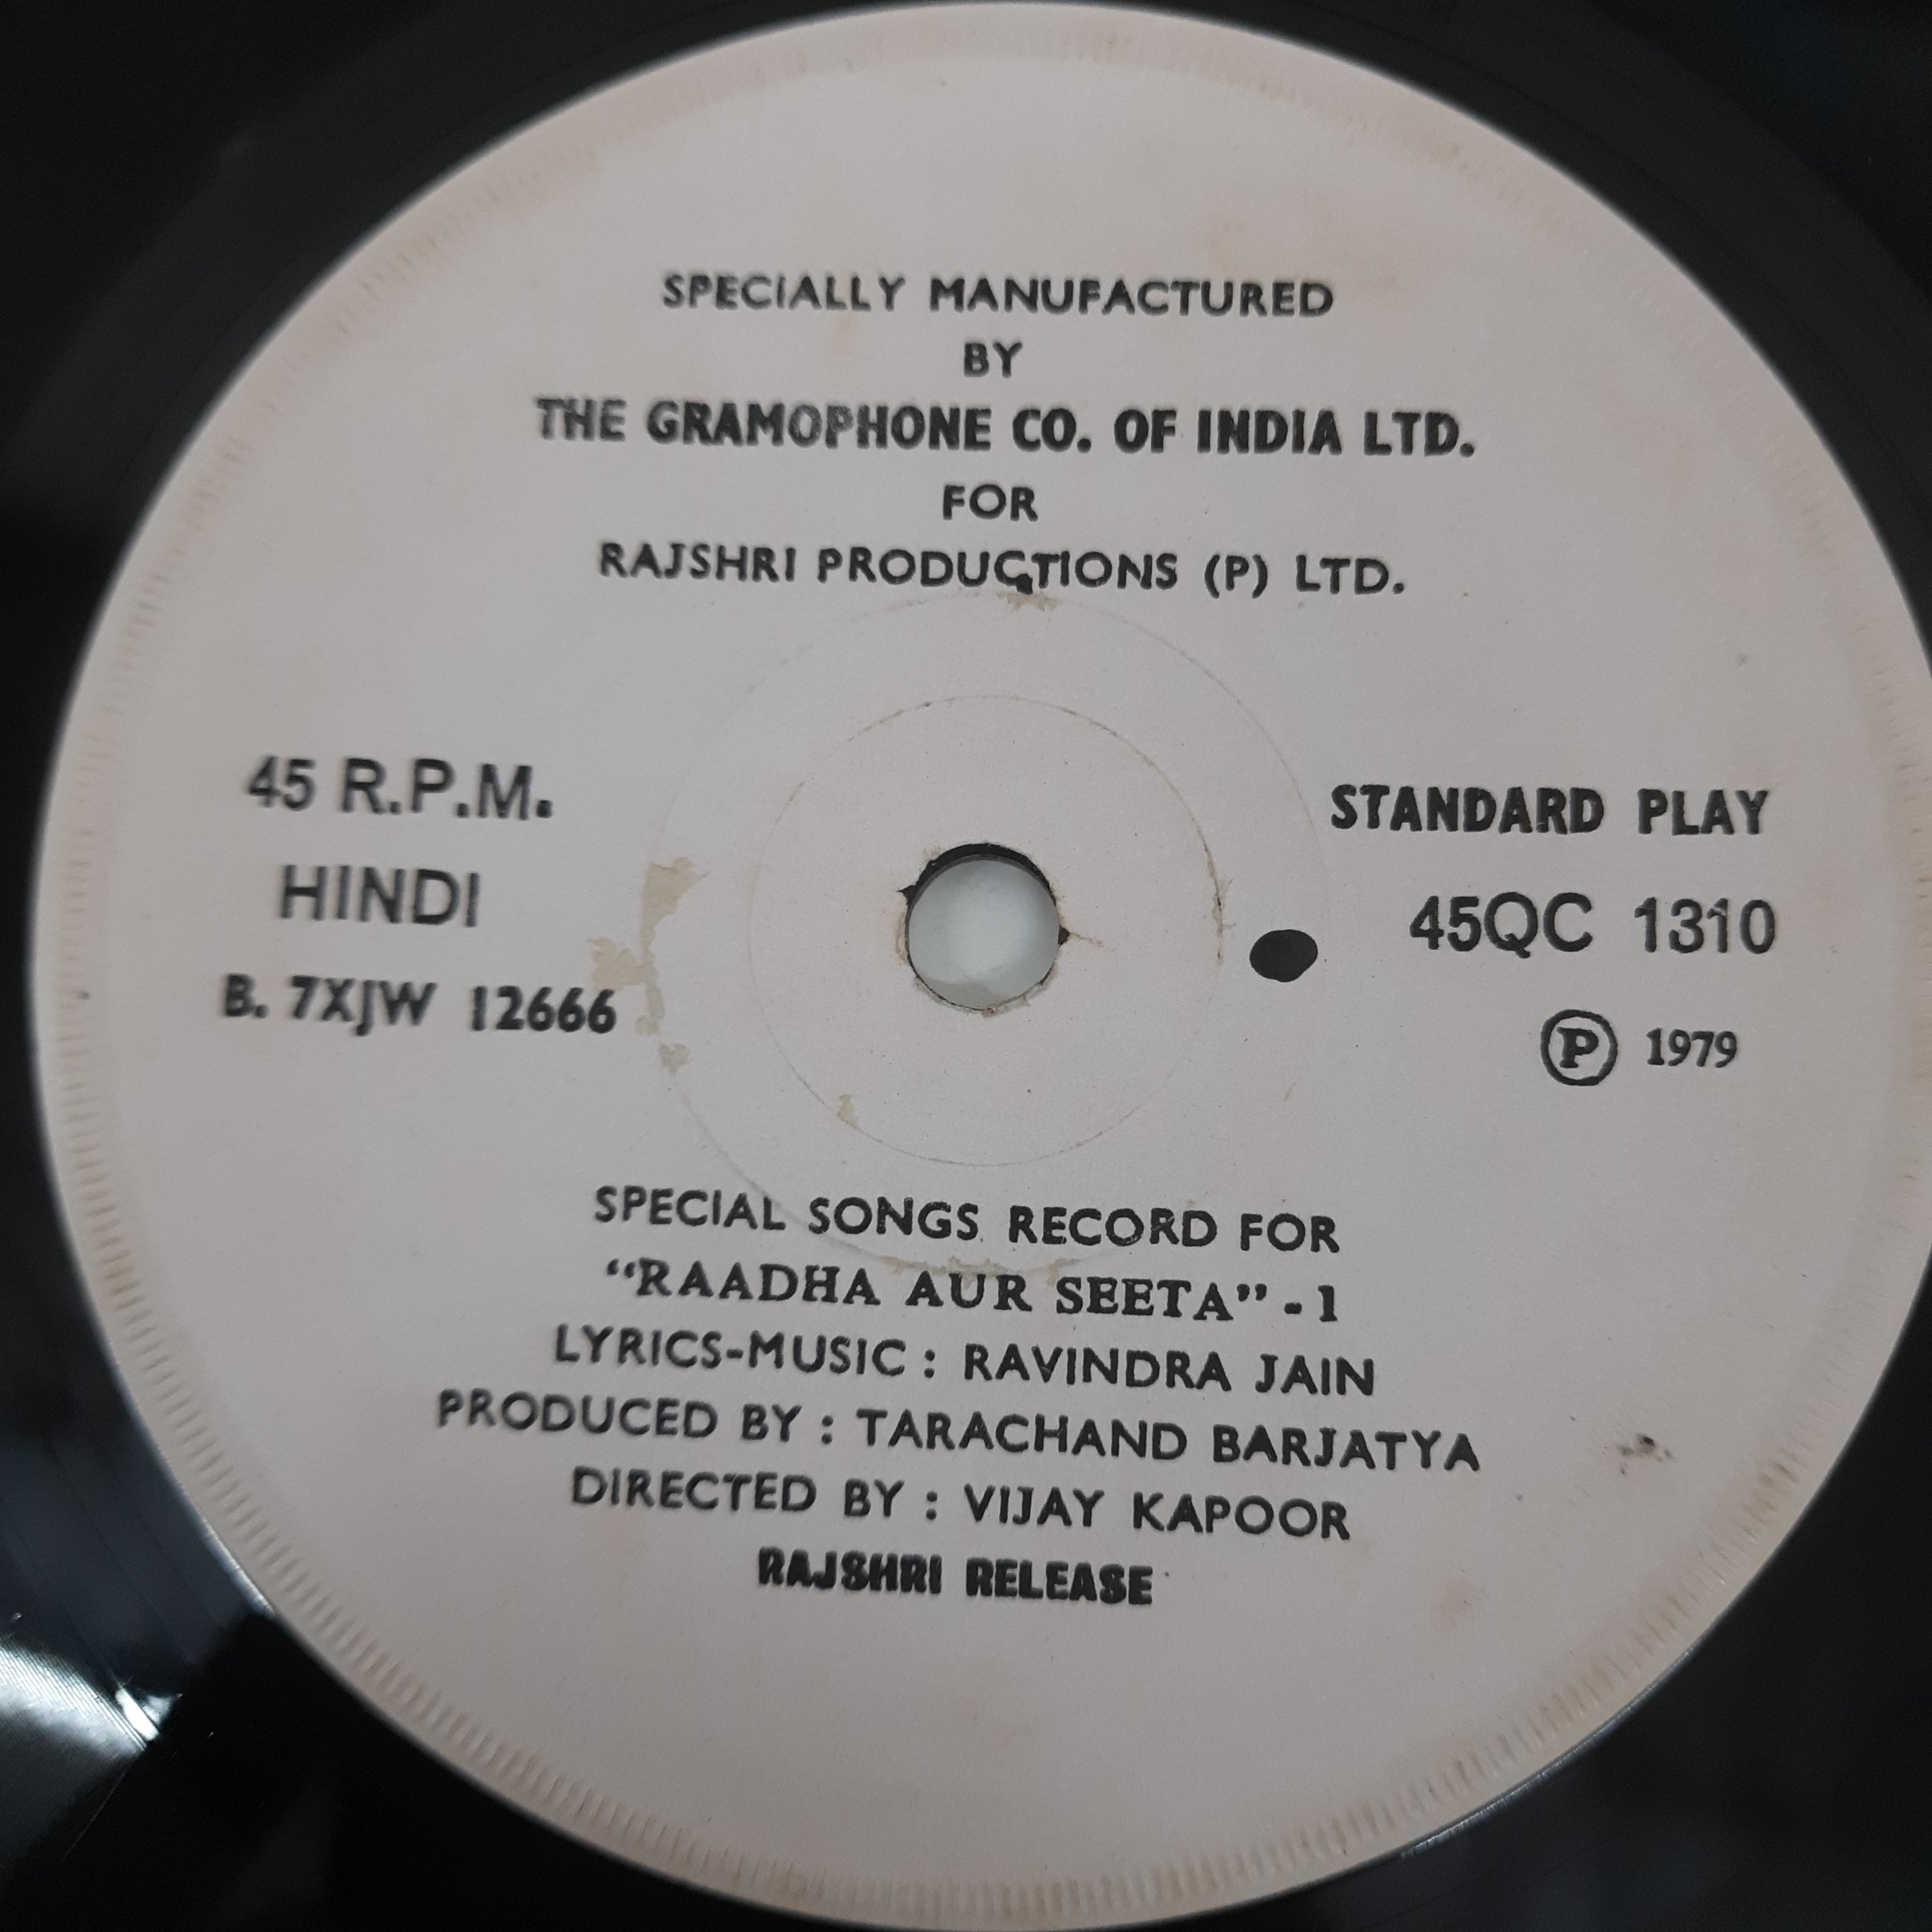 SPECIALLY MANUFACTURED
BY
THE GRAMOPHONE CO. OF INDIA LTD.
FOR
RAJSHRI PRODUCTIONS (P) LTD.
45 R.P.M.
HINDI
B. 7XJW 12666
STANDARD PLAY
45QC 1310
Ⓟ 1979
SPECIAL SONGS RECORD FOR
“RAADHA AUR SEETA” - 1
LYRICS-MUSIC : RAVINDRA JAIN
PRODUCED BY : TARACHAND BARJATYA
DIRECTED BY : VIJAY KAPOOR
RAJSHRI RELEASE